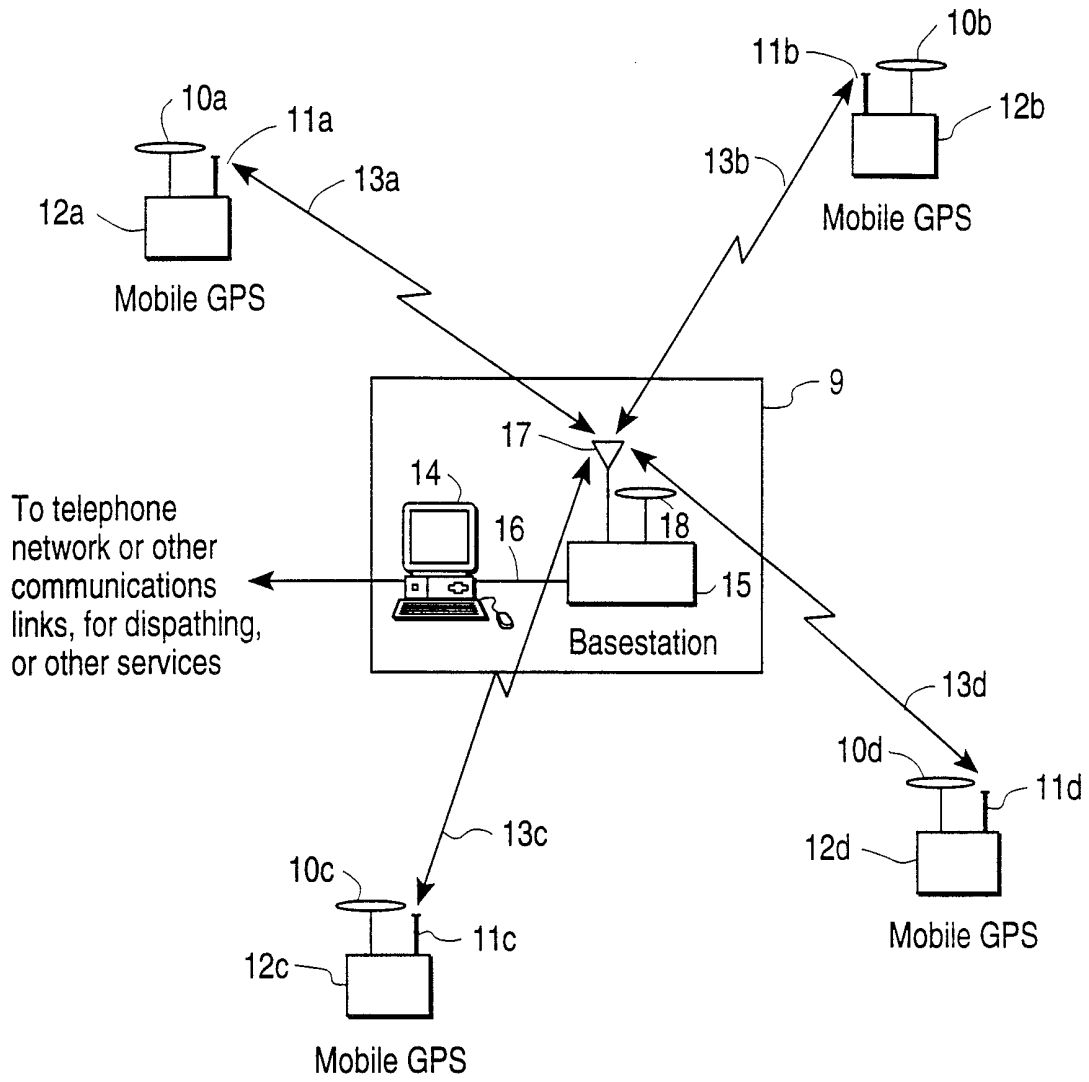 10b
11b
10a
11a
12b
13b
13a
12a
Mobile GPS
Mobile GPS
9
17
14
18
To telephone
network or other
communications
links, for dispathing,
or other services
16
15
Basestation
13d
10d
11d
13c
12d
10c
11c
Mobile GPS
12c
Mobile GPS